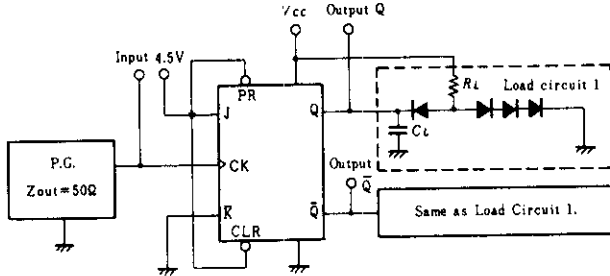 Vcc
Output Q
Input 4.5V
PR
J
Q
RL
Load circuit 1
CL
P.G.
Zout=50Ω
CK
Output
Q̅
K̅
Q̅
CLR
Same as Load Circuit 1.